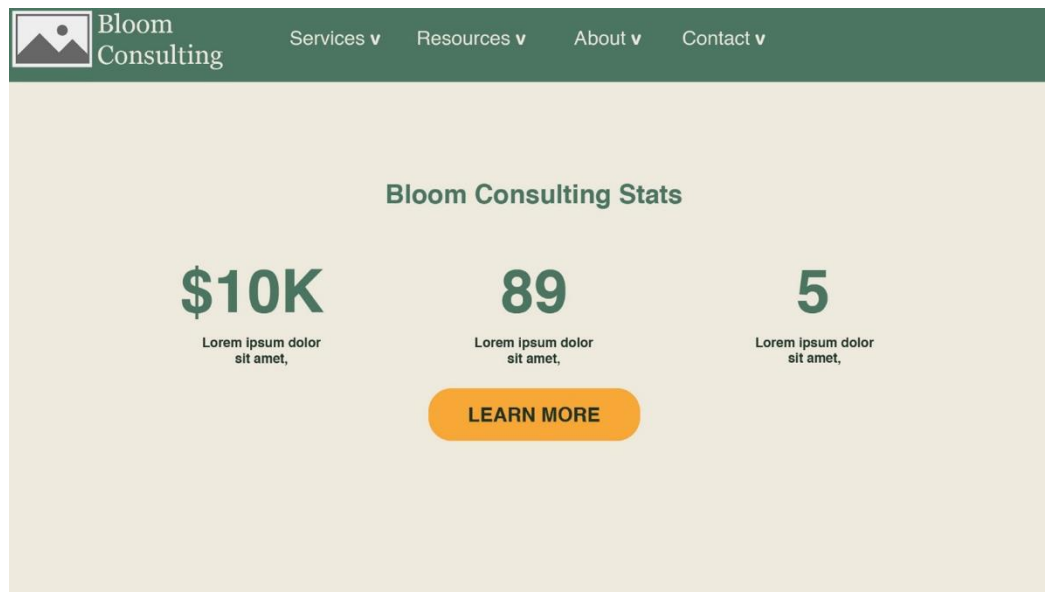 Bloom
Consulting
Services v
Resources v
About v
Contact v
Bloom Consulting Stats
$10K
89
5
Lorem ipsum dolor
sit amet,
Lorem ipsum dolor
sit amet,
Lorem ipsum dolor
sit amet,
LEARN MORE